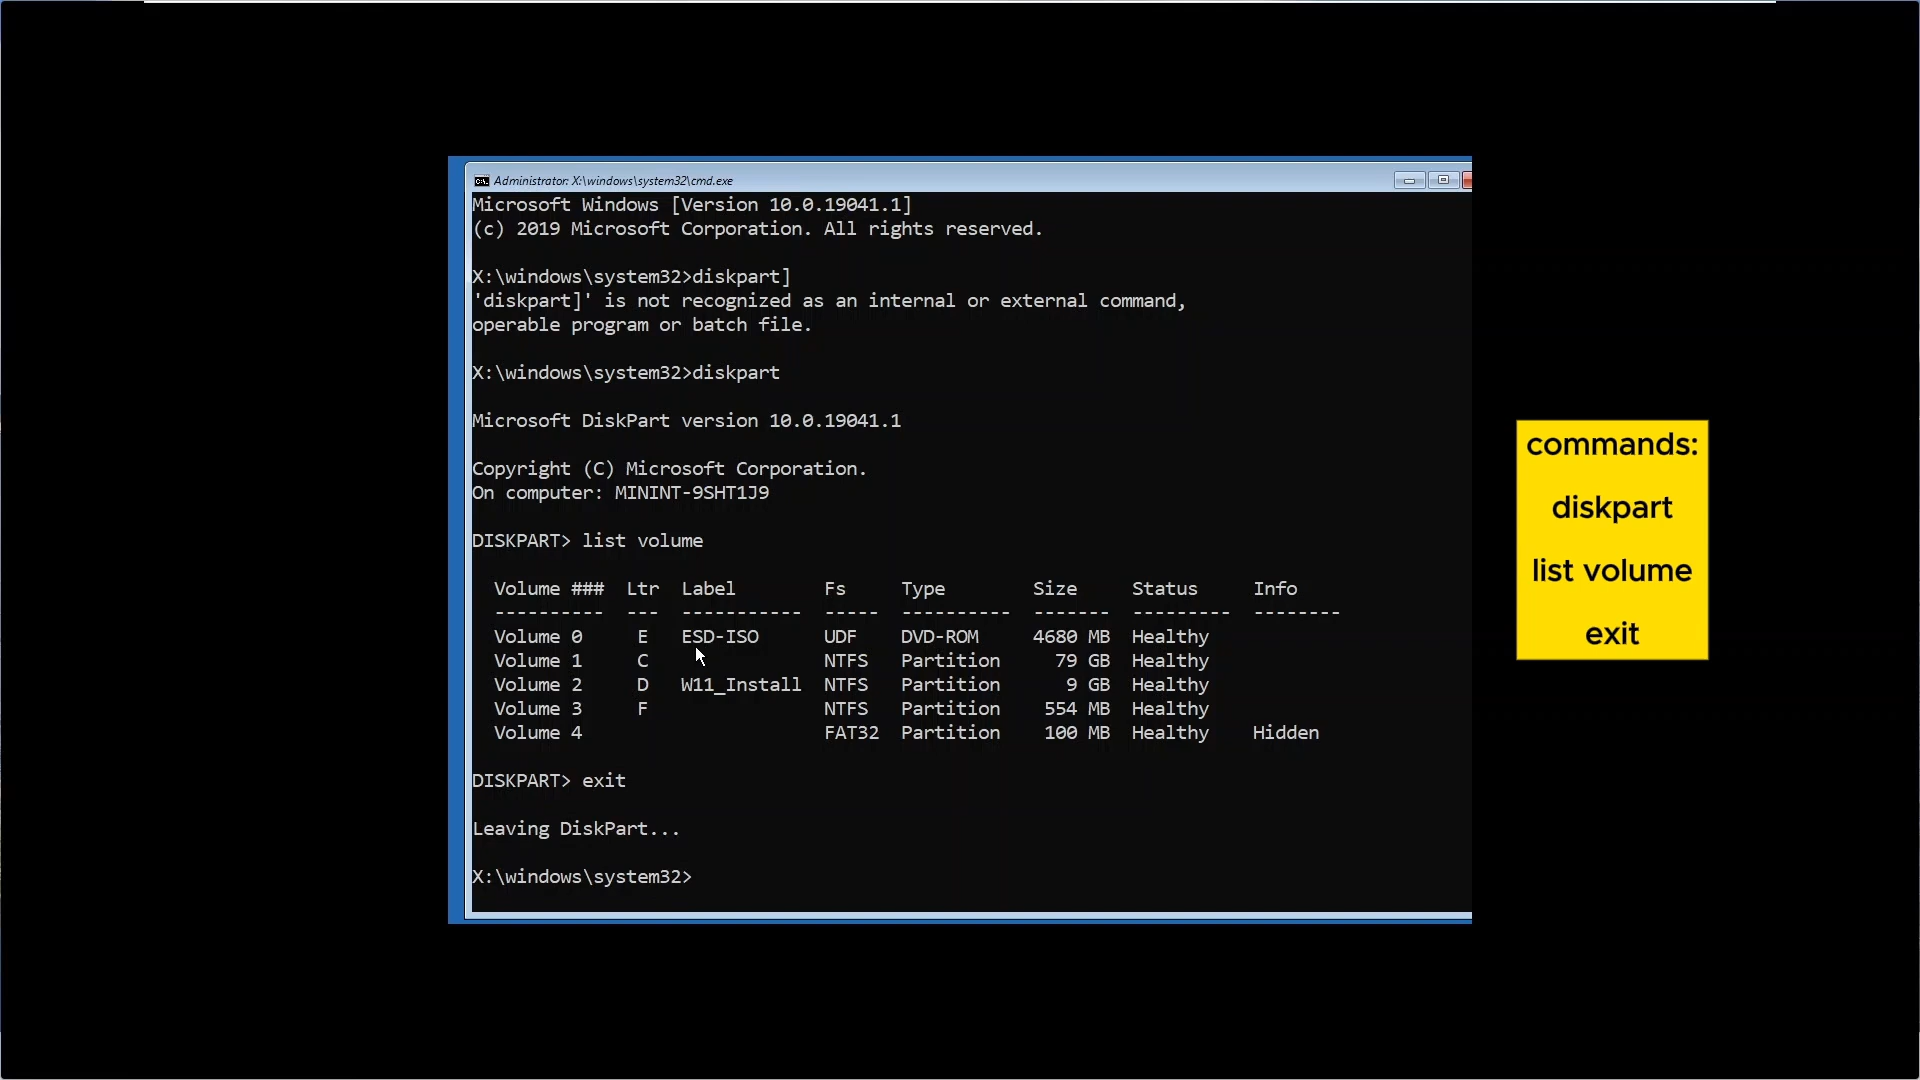 Administrator: X:\windows\system32\cmd.exe
Microsoft Windows [Version 10.0.19041.1]
(c) 2019 Microsoft Corporation. All rights reserved.
X:\windows\system32>diskpart]
'diskpart]' is not recognized as an internal or external command,
operable program or batch file.
X:\windows\system32>diskpart
Microsoft DiskPart version 10.0.19041.1
Copyright (C) Microsoft Corporation.
On computer: MININT-9SHT1J9
DISKPART> list volume
Volume ### Ltr Label Fs Type Size Status Info
---------- --- ----------- ----- ---------- ------- --------- --------
Volume 0 E ESD-ISO UDF DVD-ROM 4680 MB Healthy
Volume 1 C NTFS Partition 79 GB Healthy
Volume 2 D W11_Install NTFS Partition 9 GB Healthy
Volume 3 F NTFS Partition 554 MB Healthy
Volume 4 FAT32 Partition 100 MB Healthy Hidden
DISKPART> exit
Leaving DiskPart...
X:\windows\system32>
commands:
diskpart
list volume
exit